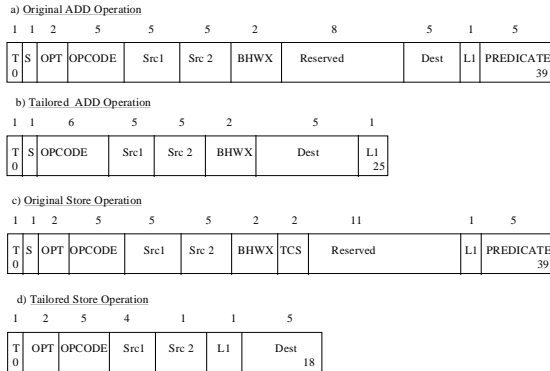 a) Original ADD Operation
1 1 2 5 5 5 2 8 5 1 5
T S OPT OPCODE Src1 Src 2 BHWX Reserved Dest L1 PREDICATE
0 39
b) Tailored ADD Operation
1 1 6 5 5 2 5 1
T S OPCODE Src1 Src 2 BHWX Dest L1
0 25
c) Original Store Operation
1 1 2 5 5 5 2 2 11 1 5
T S OPT OPCODE Src1 Src 2 BHWX TCS Reserved L1 PREDICATE
0 39
d) Tailored Store Operation
1 2 5 4 1 1 5
T OPT OPCODE Src1 Src 2 L1 Dest
0 18